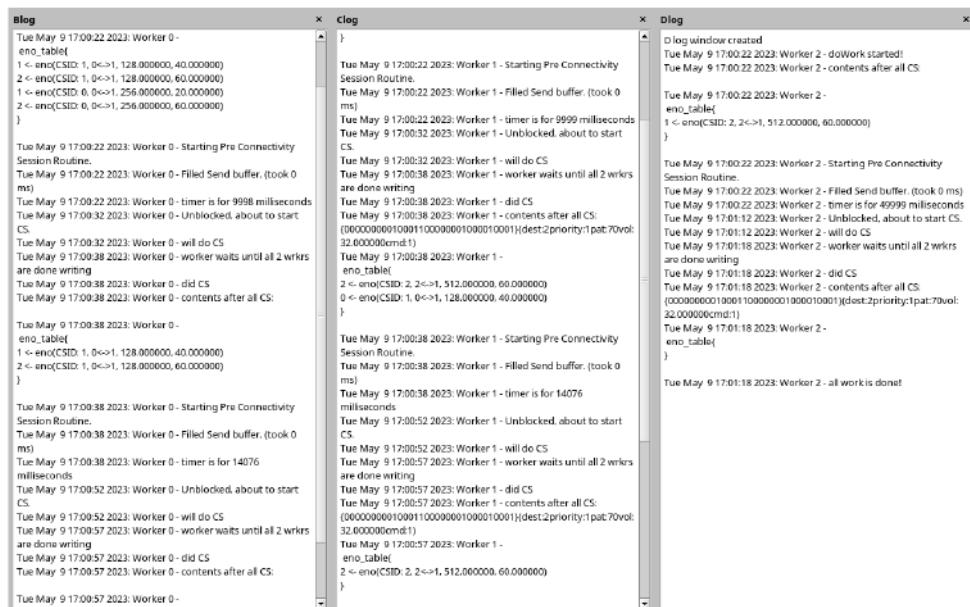 Blog
Tue May 9 17:00:22 2023: Worker 0 -
eno_table{
1 <- eno(CSID: 1, 0<->1, 128.000000, 40.000000)
2 <- eno(CSID: 1, 0<->1, 128.000000, 60.000000)
1 <- eno(CSID: 0, 0<->1, 256.000000, 20.000000)
2 <- eno(CSID: 0, 0<->1, 256.000000, 60.000000)
}
Tue May 9 17:00:22 2023: Worker 0 - Starting Pre Connectivity
Session Routine.
Tue May 9 17:00:22 2023: Worker 0 - Filled Send buffer. (took 0
ms)
Tue May 9 17:00:22 2023: Worker 0 - timer is for 9998 milliseconds
Tue May 9 17:00:32 2023: Worker 0 - Unblocked, about to start
CS.
Tue May 9 17:00:32 2023: Worker 0 - will do CS
Tue May 9 17:00:38 2023: Worker 0 - worker waits until all 2 wrkrs
are done writing
Tue May 9 17:00:38 2023: Worker 0 - did CS
Tue May 9 17:00:38 2023: Worker 0 - contents after all CS:
Tue May 9 17:00:38 2023: Worker 0 -
eno_table{
1 <- eno(CSID: 1, 0<->1, 128.000000, 40.000000)
2 <- eno(CSID: 1, 0<->1, 128.000000, 60.000000)
}
Tue May 9 17:00:38 2023: Worker 0 - Starting Pre Connectivity
Session Routine.
Tue May 9 17:00:38 2023: Worker 0 - Filled Send buffer. (took 0
ms)
Tue May 9 17:00:38 2023: Worker 0 - timer is for 14076
milliseconds
Tue May 9 17:00:52 2023: Worker 0 - Unblocked, about to start
CS.
Tue May 9 17:00:52 2023: Worker 0 - will do CS
Tue May 9 17:00:57 2023: Worker 0 - worker waits until all 2 wrkrs
are done writing
Tue May 9 17:00:57 2023: Worker 0 - did CS
Tue May 9 17:00:57 2023: Worker 0 - contents after all CS:
Tue May 9 17:00:57 2023: Worker 0 -
Clog
}
Tue May 9 17:00:22 2023: Worker 1 - Starting Pre Connectivity
Session Routine.
Tue May 9 17:00:22 2023: Worker 1 - Filled Send buffer. (took 0
ms)
Tue May 9 17:00:22 2023: Worker 1 - timer is for 9999 milliseconds
Tue May 9 17:00:32 2023: Worker 1 - Unblocked, about to start
CS.
Tue May 9 17:00:32 2023: Worker 1 - will do CS
Tue May 9 17:00:38 2023: Worker 1 - worker waits until all 2 wrkrs
are done writing
Tue May 9 17:00:38 2023: Worker 1 - did CS
Tue May 9 17:00:38 2023: Worker 1 - contents after all CS:
{00000000010001100000001000010001}(dest:2priority:1pat:70vol:
32.000000cmd:1)
Tue May 9 17:00:38 2023: Worker 1 -
eno_table{
2 <- eno(CSID: 2, 2<->1, 512.000000, 60.000000)
0 <- eno(CSID: 1, 0<->1, 128.000000, 40.000000)
}
Tue May 9 17:00:38 2023: Worker 1 - Starting Pre Connectivity
Session Routine.
Tue May 9 17:00:38 2023: Worker 1 - Filled Send buffer. (took 0
ms)
Tue May 9 17:00:38 2023: Worker 1 - timer is for 14076
milliseconds
Tue May 9 17:00:52 2023: Worker 1 - Unblocked, about to start
CS.
Tue May 9 17:00:52 2023: Worker 1 - will do CS
Tue May 9 17:00:57 2023: Worker 1 - worker waits until all 2 wrkrs
are done writing
Tue May 9 17:00:57 2023: Worker 1 - did CS
Tue May 9 17:00:57 2023: Worker 1 - contents after all CS:
{00000000010001100000001000010001}(dest:2priority:1pat:70vol:
32.000000cmd:1)
Tue May 9 17:00:57 2023: Worker 1 -
eno_table{
2 <- eno(CSID: 2, 2<->1, 512.000000, 60.000000)
}
Dlog
D log window created
Tue May 9 17:00:22 2023: Worker 2 - doWork started!
Tue May 9 17:00:22 2023: Worker 2 - contents after all CS:
Tue May 9 17:00:22 2023: Worker 2 -
eno_table{
1 <- eno(CSID: 2, 2<->1, 512.000000, 60.000000)
}
Tue May 9 17:00:22 2023: Worker 2 - Starting Pre Connectivity
Session Routine.
Tue May 9 17:00:22 2023: Worker 2 - Filled Send buffer. (took 0 ms)
Tue May 9 17:00:22 2023: Worker 2 - timer is for 49999 milliseconds
Tue May 9 17:01:12 2023: Worker 2 - Unblocked, about to start CS.
Tue May 9 17:01:12 2023: Worker 2 - will do CS
Tue May 9 17:01:18 2023: Worker 2 - worker waits until all 2 wrkrs
are done writing
Tue May 9 17:01:18 2023: Worker 2 - did CS
Tue May 9 17:01:18 2023: Worker 2 - contents after all CS:
{00000000010001100000001000010001}(dest:2priority:1pat:70vol:
32.000000cmd:1)
Tue May 9 17:01:18 2023: Worker 2 -
eno_table{
}
Tue May 9 17:01:18 2023: Worker 2 - all work is done!